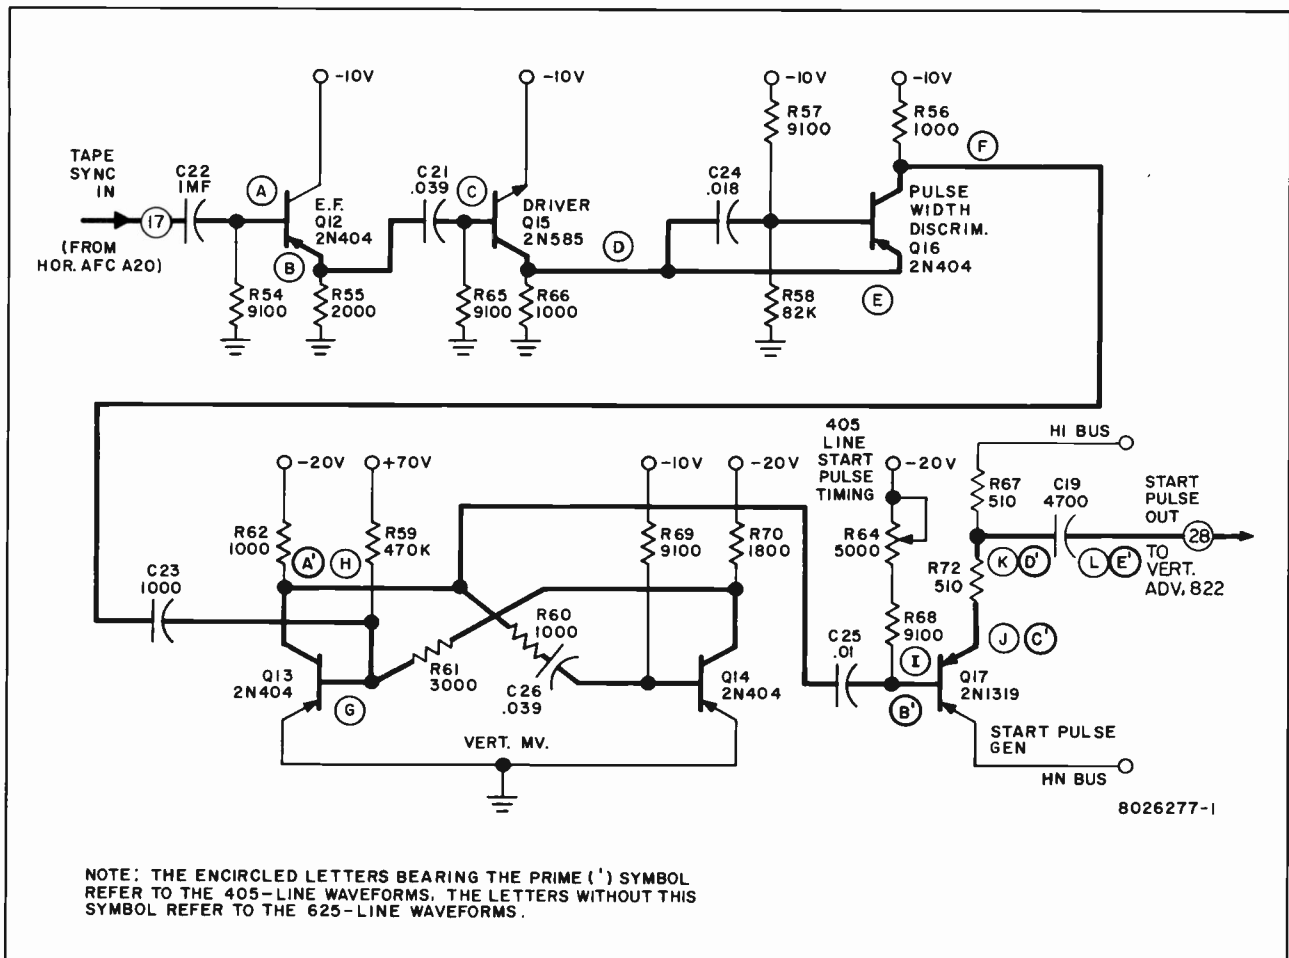 -10V
-10V
-10V
-10V
R57
9100
R56
1000
F
TAPE
SYNC
IN
C22
1MF
A
C21
.039
C
C24
.018
17
E.F.
Q12
2N404
DRIVER
Q15
2N585
PULSE
WIDTH
DISCRIM.
Q16
2N404
D
(FROM
HOR. AFC A20)
B
R54
9100
R55
2000
R65
9100
R66
1000
R58
82K
E
405
LINE
START
PULSE
TIMING
HI BUS
-20V
+70V
-10V
-20V
-20V
R62
1000
R59
470K
R69
9100
R70
1800
R64
5000
R67
510
C19
4700
START
PULSE
OUT
28
A'
H
K
D'
L
E'
TO
VERT.
ADV. 822
C23
1000
R60
1000
R72
510
R68
9100
R61
3000
C26
.039
C25
.01
I
J
C'
Q13
2N404
Q14
2N404
Q17
2N1319
G
B'
VERT. MV.
START PULSE
GEN
HN BUS
8026277-1
NOTE: THE ENCIRCLED LETTERS BEARING THE PRIME (') SYMBOL
REFER TO THE 405-LINE WAVEFORMS. THE LETTERS WITHOUT THIS
SYMBOL REFER TO THE 625-LINE WAVEFORMS.